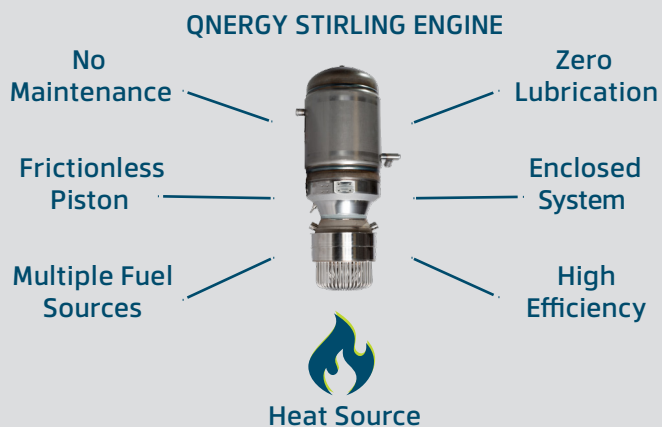 QNERGY STIRLING ENGINE
No
Maintenance
Zero
Lubrication
Frictionless
Piston
Enclosed
System
Multiple Fuel
Sources
High
Efficiency
Heat Source